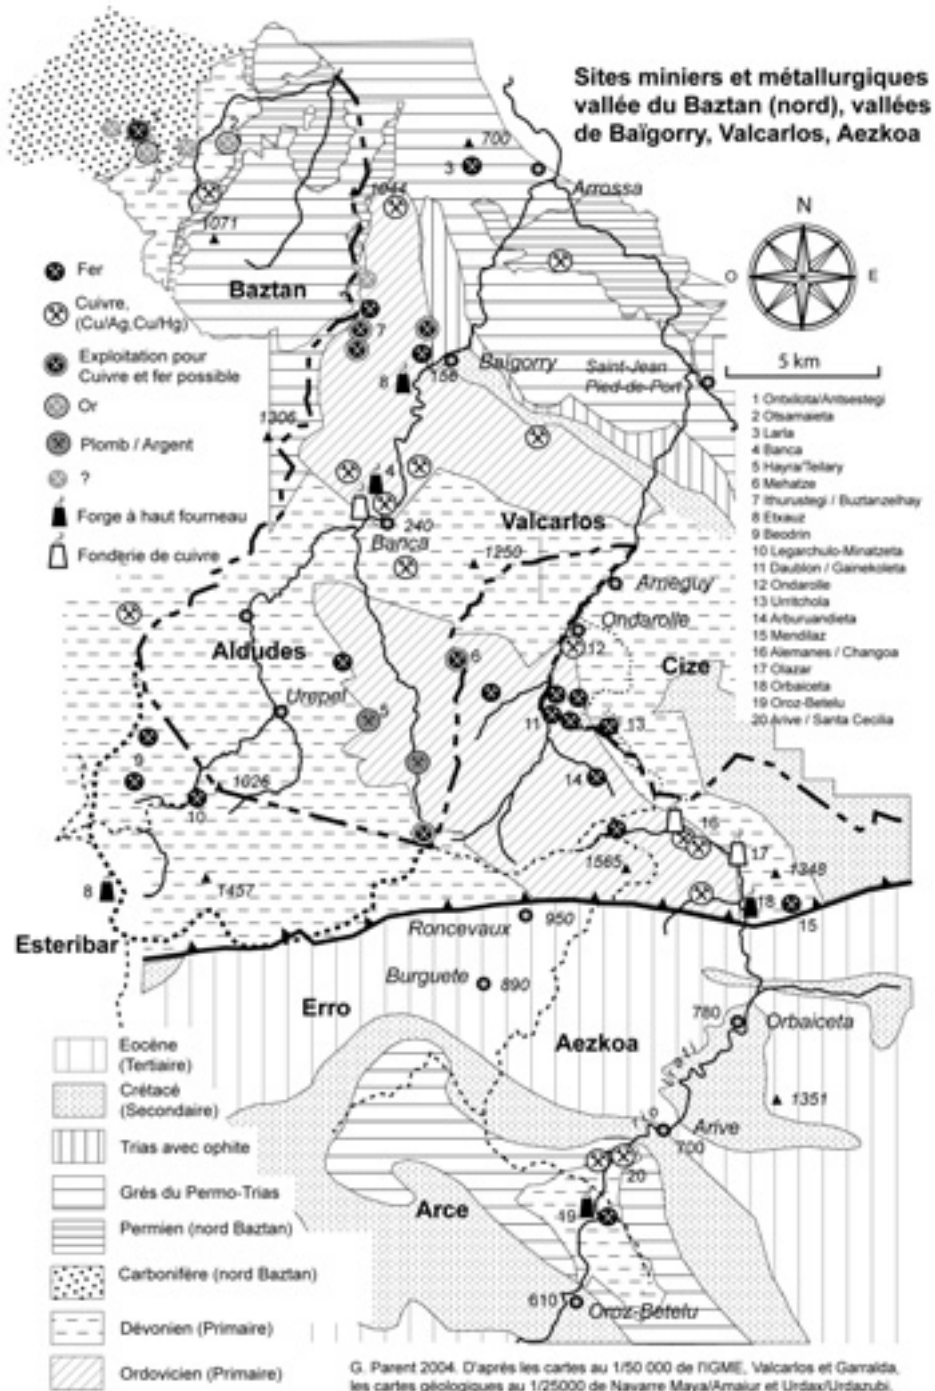 Sites miniers et métallurgiques
vallée du Baztan (nord), vallées
de Baïgorry, Valcarlos, Aezkoa
N
O
E
5 km
Fer
Cuivre,
(Cu/Ag,Cu/Hg)
Exploitation pour
Cuivre et fer possible
Or
Plomb / Argent
?
Forge à haut fourneau
Fonderie de cuivre
1 Ontxilota/Antsestegi
2 Otsamaieta
3 Larla
4 Banca
5 Hayra/Teilary
6 Mehatze
7 Ithurustegi / Buztanzelhay
8 Etxauz
9 Beodrin
10 Legarchulo-Minatzeta
11 Daublon / Gainekoleta
12 Ondarolle
13 Urritchola
14 Arburuandieta
15 Mendilaz
16 Alemanes / Changoa
17 Olazar
18 Orbaiceta
19 Oroz-Betelu
20 Arive / Santa Cecilia
2
700
3
Arrossa
1044
1071
Baztan
7
Baïgorry
158
8
Saint-Jean
Pied-de-Port
1306
4
240
Banca
Valcarlos
1250
Arneguy
Ondarolle
12
Aldudes
6
Cize
Urepel
5
11
13
9
1026
14
10
16
1565
17
1348
8
1457
18
15
Roncevaux
950
Esteribar
Burguete
890
Erro
780
Orbaiceta
Aezkoa
Irati
1351
Rio
Arive
700
20
Arce
19
610
Oroz-Betelu
Eocène
(Tertiaire)
Crétacé
(Secondaire)
Trias avec ophite
Grés du Permo-Trias
Permien (nord Baztan)
Carbonifère (nord Baztan)
Dévonien (Primaire)
Ordovicien (Primaire)
G. Parent 2004. D'après les cartes au 1/50 000 de l'IGME, Valcarlos et Garralda,
les cartes géologiques au 1/25000 de Navarre Maya/Amaiur et Urdax/Urdazubi.